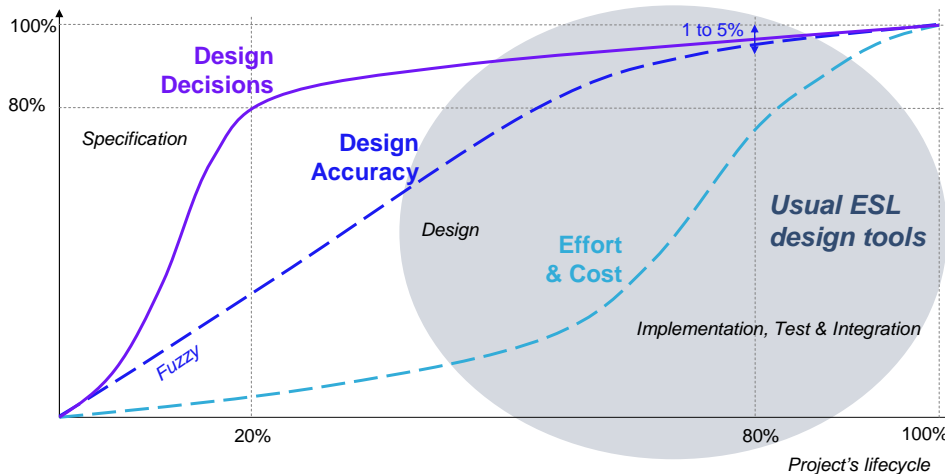 100%
1 to 5%
Design
Decisions
80%
Specification
Design
Accuracy
Usual ESL
design tools
Design
Effort
& Cost
Implementation, Test & Integration
Fuzzy
20%
80%
100%
Project's lifecycle